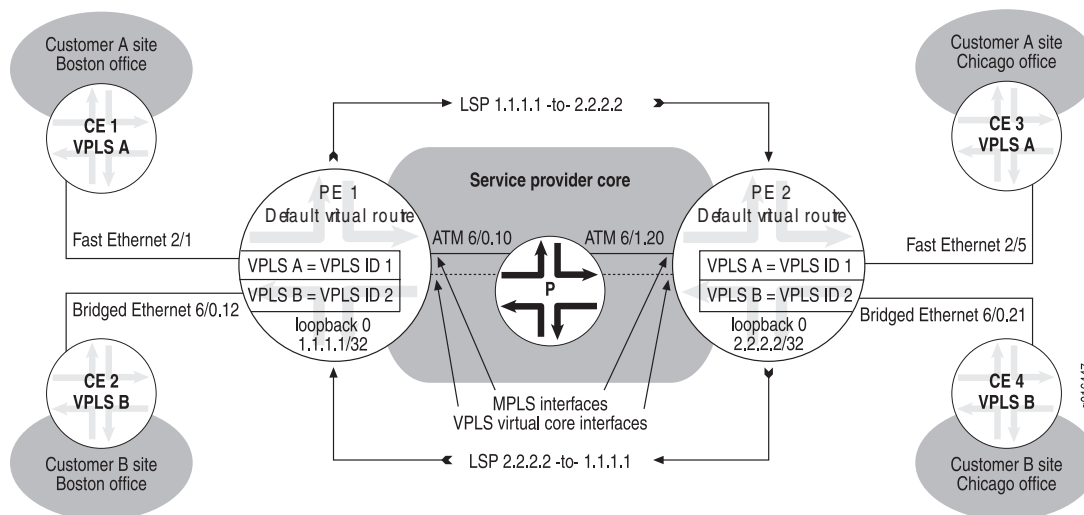 Customer A site
Boston office
CE 1
VPLS A
Fast Ethernet 2/1
LSP 1.1.1.1 -to- 2.2.2.2
Customer A site
Chicago office
CE 3
VPLS A
Fast Ethernet 2/5
Service provider core
PE 1
Default virtual route
VPLS A = VPLS ID 1
VPLS B = VPLS ID 2
loopback 0
1.1.1.1/32
ATM 6/0.10
ATM 6/1.20
P
PE 2
Default virtual route
VPLS A = VPLS ID 1
VPLS B = VPLS ID 2
loopback 0
2.2.2.2/32
Bridged Ethernet 6/0.12
CE 2
VPLS B
Customer B site
Boston office
MPLS interfaces
VPLS virtual core interfaces
LSP 2.2.2.2 -to- 1.1.1.1
Bridged Ethernet 6/0.21
CE 4
VPLS B
Customer B site
Chicago office